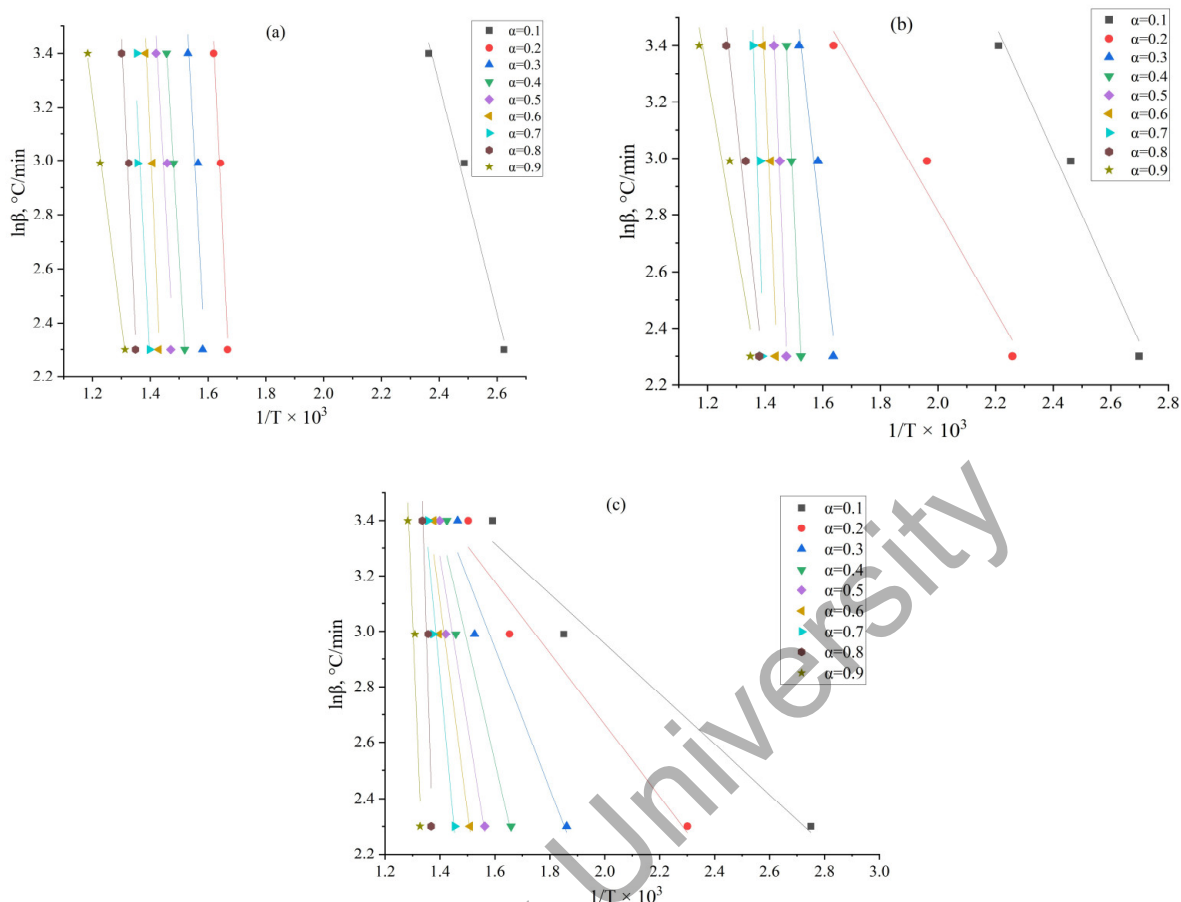 (a)
α=0.1
α=0.2
α=0.3
α=0.4
α=0.5
α=0.6
α=0.7
α=0.8
α=0.9
3.4
3.2
3.0
2.8
2.6
2.4
2.2
lnβ, °C/min
1.2 1.4 1.6 1.8 2.0 2.2 2.4 2.6
1/T × 10³
(b)
α=0.1
α=0.2
α=0.3
α=0.4
α=0.5
α=0.6
α=0.7
α=0.8
α=0.9
3.4
3.2
3.0
2.8
2.6
2.4
2.2
lnβ, °C/min
1.2 1.4 1.6 1.8 2.0 2.2 2.4 2.6 2.8
1/T × 10³
(c)
α=0.1
α=0.2
α=0.3
α=0.4
α=0.5
α=0.6
α=0.7
α=0.8
α=0.9
3.4
3.2
3.0
2.8
2.6
2.4
2.2
lnβ, °C/min
1.2 1.4 1.6 1.8 2.0 2.2 2.4 2.6 2.8 3.0
1/T × 10³
University